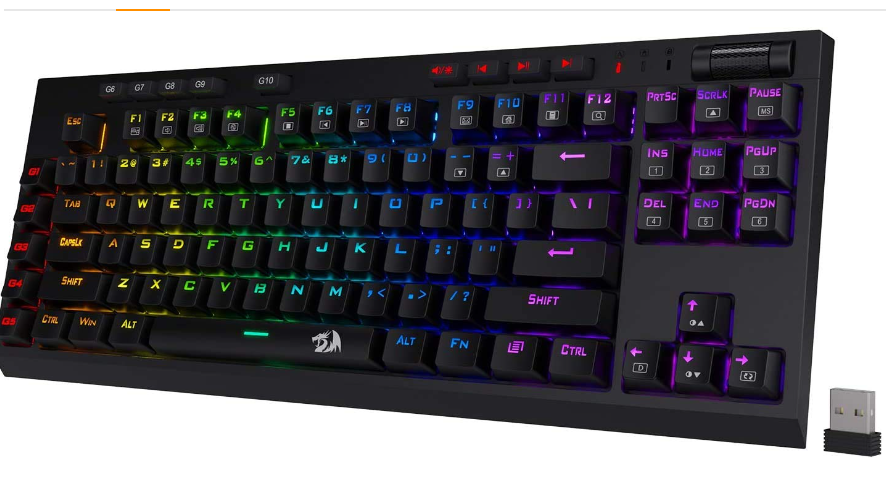 G6 G7 G8 G9 G10
Esc F1 F2 F3 F4 F5 F6 F7 F8 F9 F10 F11 F12 PrtSc ScrLk Pause
MS
G1 ~ ` 1 ! 2 @ 3 # 4 $ 5 % 6 ^ 7 & 8 * 9 ( 0 ) - - = + Ins 1 Home 2 PgUp 3
G2 Tab Q W E R T Y U I O P [ { ] } \ | Del 4 End 5 PgDn 6
G3 CapsLk A S D F G H J K L ; : ' "
G4 Shift Z X C V B N M , < . > / ? Shift
G5 Ctrl Win Alt Alt Fn Ctrl D